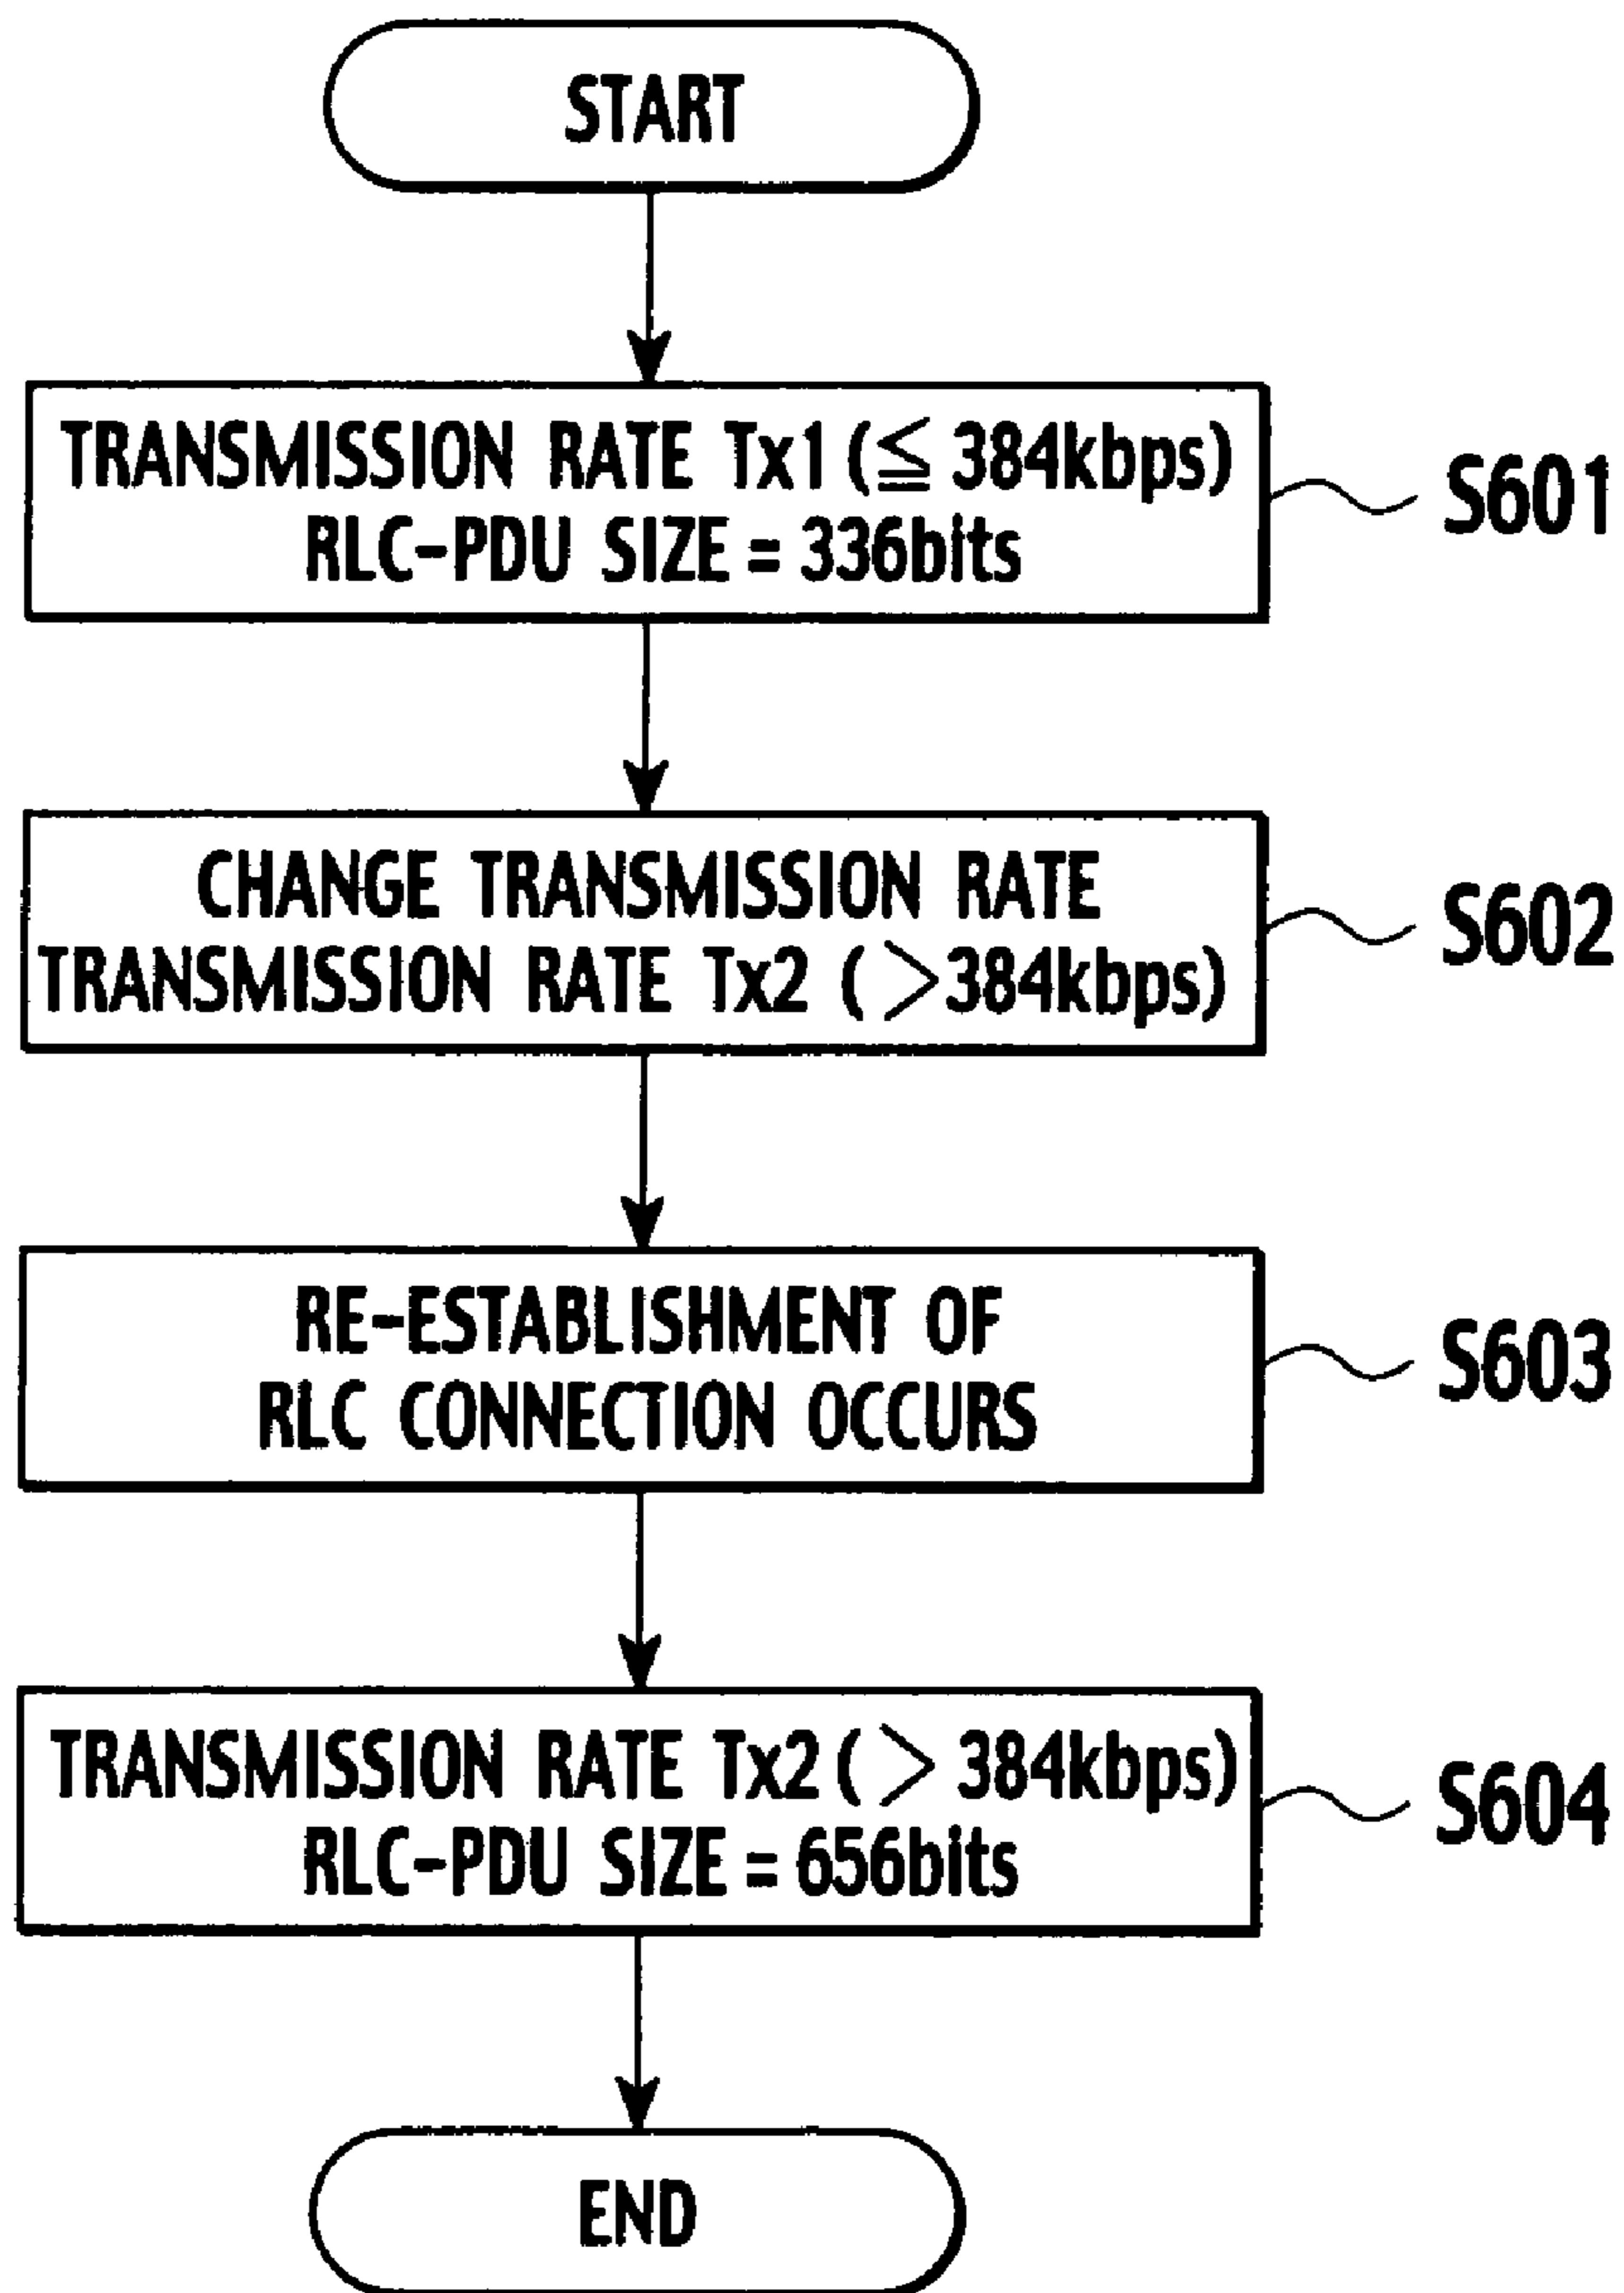 START
TRANSMISSION RATE Tx1 (≦ 384kbps)
RLC-PDU SIZE = 336bits
S601
CHANGE TRANSMISSION RATE
TRANSMISSION RATE Tx2 (>384kbps)
S602
RE-ESTABLISHMENT OF
RLC CONNECTION OCCURS
S603
TRANSMISSION RATE Tx2 (> 384kbps)
RLC-PDU SIZE = 656bits
S604
END